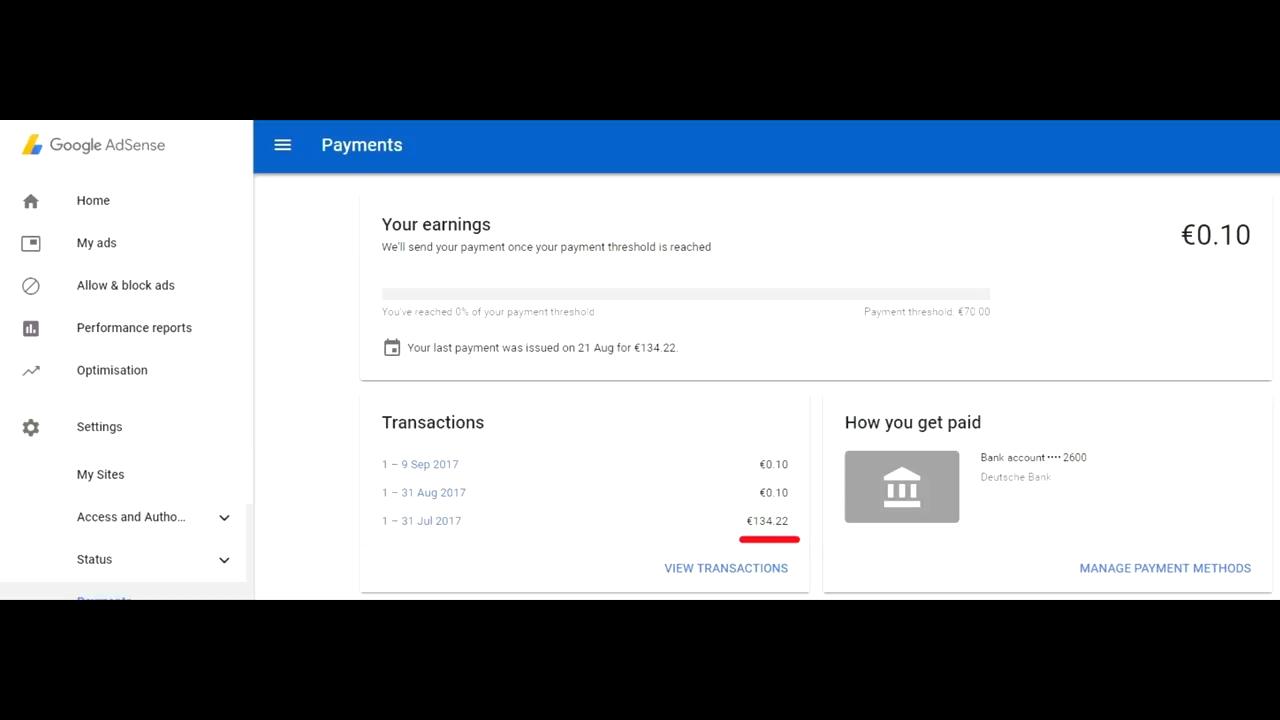 Google AdSense
Payments
Home
My ads
Allow & block ads
Performance reports
Optimisation
Settings
My Sites
Access and Autho...
Status
Payments
Your earnings
€0.10
We'll send your payment once your payment threshold is reached
You've reached 0% of your payment threshold
Payment threshold: €70.00
Your last payment was issued on 21 Aug for €134.22.
Transactions
1 – 9 Sep 2017 €0.10
1 – 31 Aug 2017 €0.10
1 – 31 Jul 2017 €134.22
VIEW TRANSACTIONS
How you get paid
Bank account •••• 2600
Deutsche Bank
MANAGE PAYMENT METHODS